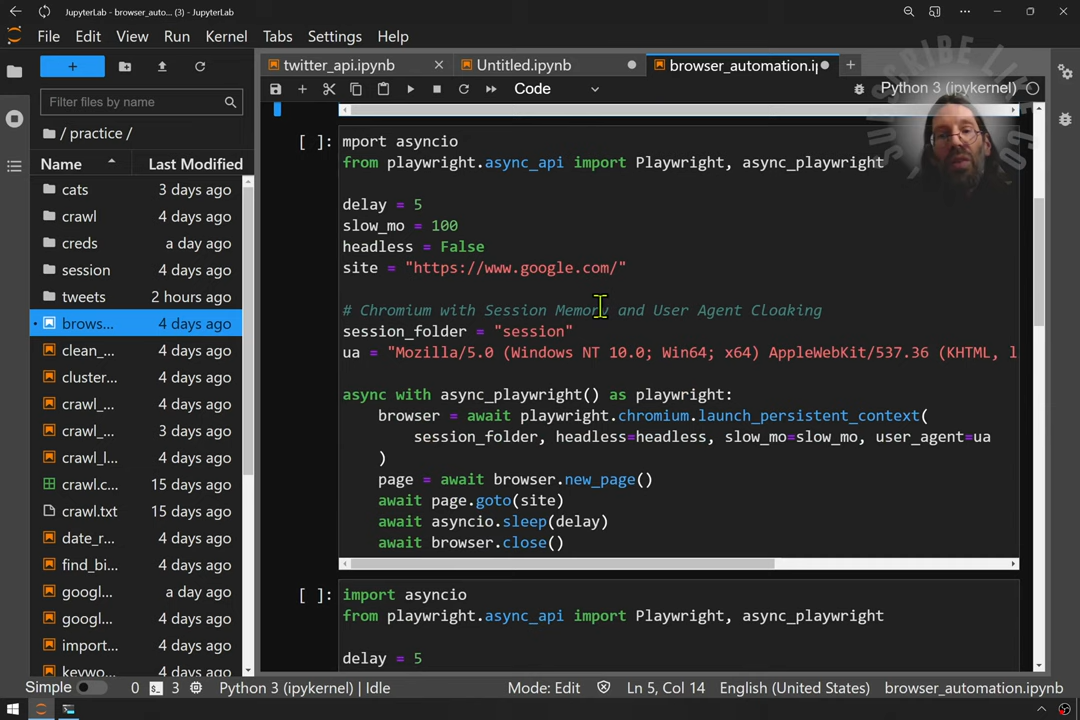 JupyterLab - browser_auto... (3) - JupyterLab
File Edit View Run Kernel Tabs Settings Help
+
twitter_api.ipynb Untitled.ipynb browser_automation.ip
Filter files by name
Code
Python 3 (ipykernel)
/ practice /
Name Last Modified
cats 3 days ago
crawl 4 days ago
creds a day ago
session 4 days ago
tweets 2 hours ago
brows... 4 days ago
clean_... 4 days ago
cluster... 4 days ago
crawl_... 4 days ago
crawl_... 3 days ago
crawl_l... 4 days ago
crawl.c... 15 days ago
crawl.txt 15 days ago
date_r... 4 days ago
find_bi... 4 days ago
googl... a day ago
googl... 4 days ago
import... 4 days ago
keywo... 4 days ago
[ ]: mport asyncio
from playwright.async_api import Playwright, async_playwright
delay = 5
slow_mo = 100
headless = False
site = "https://www.google.com/"
# Chromium with Session Memory and User Agent Cloaking
session_folder = "session"
ua = "Mozilla/5.0 (Windows NT 10.0; Win64; x64) AppleWebKit/537.36 (KHTML, l
async with async_playwright() as playwright:
browser = await playwright.chromium.launch_persistent_context(
session_folder, headless=headless, slow_mo=slow_mo, user_agent=ua
)
page = await browser.new_page()
await page.goto(site)
await asyncio.sleep(delay)
await browser.close()
[ ]: import asyncio
from playwright.async_api import Playwright, async_playwright
delay = 5
Simple 0 3 Python 3 (ipykernel) | Idle Mode: Edit Ln 5, Col 14 English (United States) browser_automation.ipynb